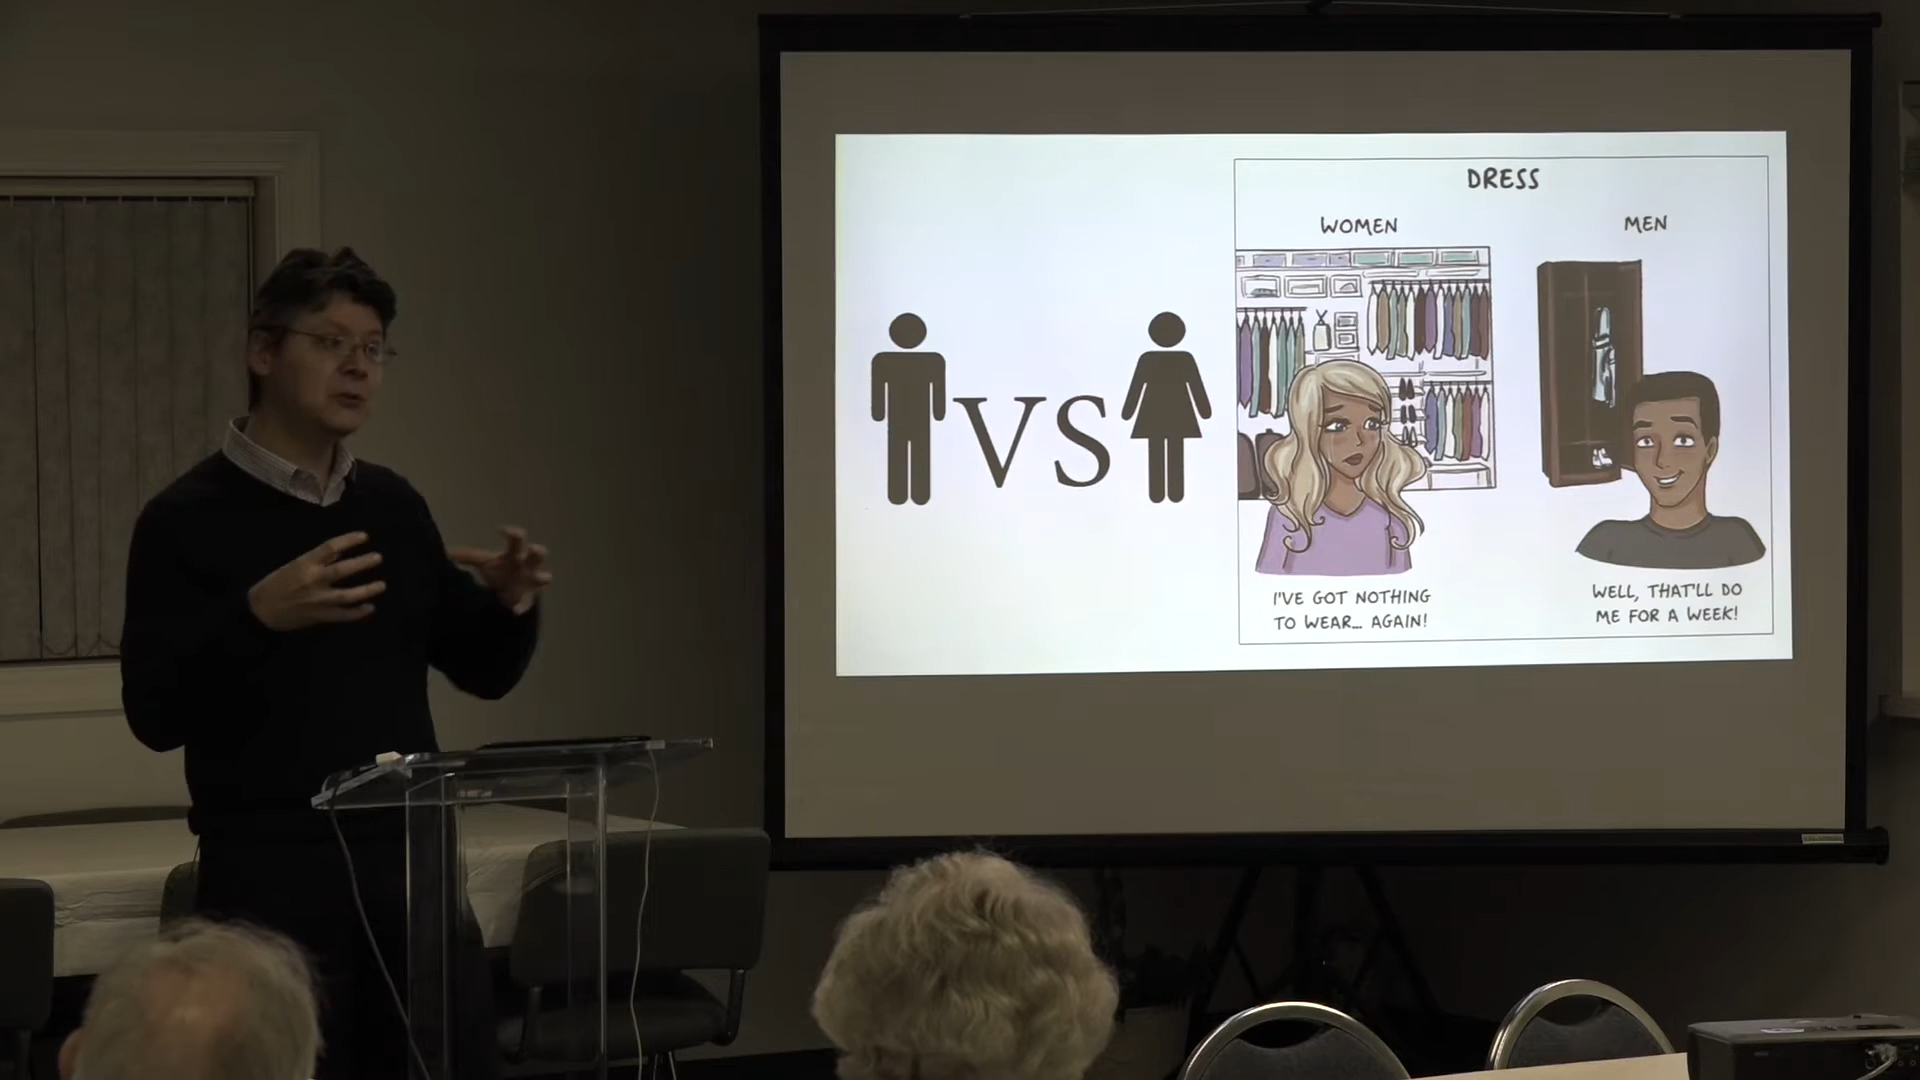 VS
DRESS
WOMEN
MEN
I'VE GOT NOTHING
TO WEAR... AGAIN!
WELL, THAT'LL DO
ME FOR A WEEK!